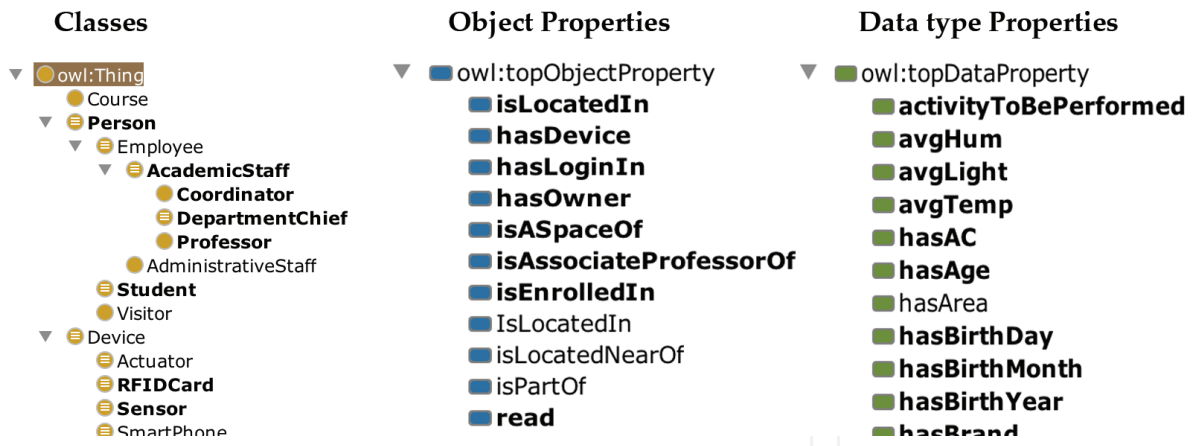 Classes
owl:Thing
Course
Person
Employee
AcademicStaff
Coordinator
DepartmentChief
Professor
AdministrativeStaff
Student
Visitor
Device
Actuator
RFIDCard
Sensor
SmartPhone
Object Properties
owl:topObjectProperty
isLocatedIn
hasDevice
hasLoginIn
hasOwner
isASpaceOf
isAssociateProfessorOf
isEnrolledIn
IsLocatedIn
isLocatedNearOf
isPartOf
read
Data type Properties
owl:topDataProperty
activityToBePerformed
avgHum
avgLight
avgTemp
hasAC
hasAge
hasArea
hasBirthDay
hasBirthMonth
hasBirthYear
hasBrand